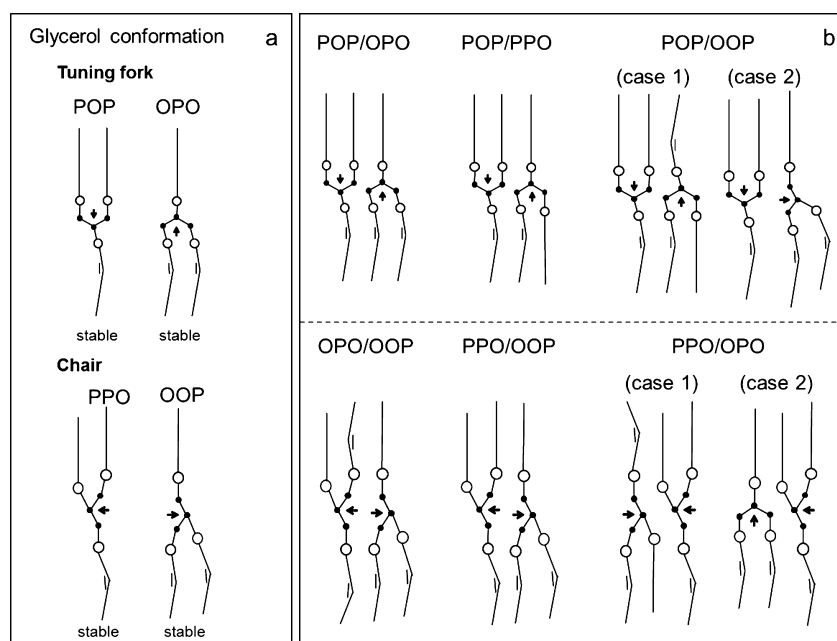 Glycerol conformation
a
Tuning fork
POP OPO
stable stable
Chair
PPO OOP
stable stable
b
POP/OPO POP/PPO POP/OOP
(case 1) (case 2)
OPO/OOP PPO/OOP PPO/OPO
(case 1) (case 2)